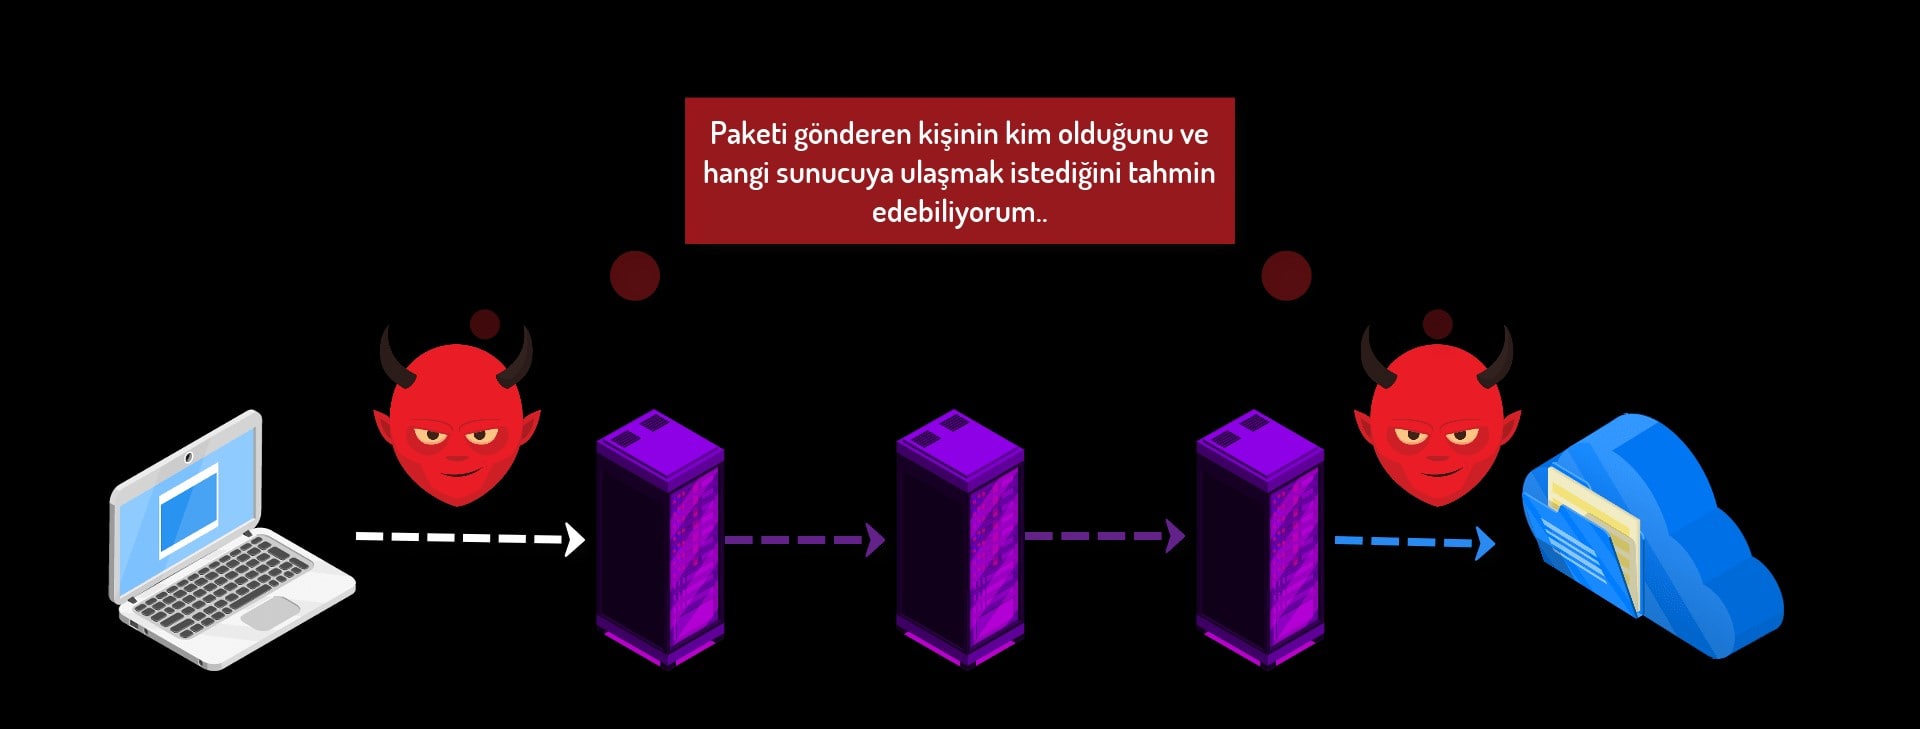 Paketi gönderen kişinin kim olduğunu ve
hangi sunucuya ulaşmak istediğini tahmin
edebiliyorum..